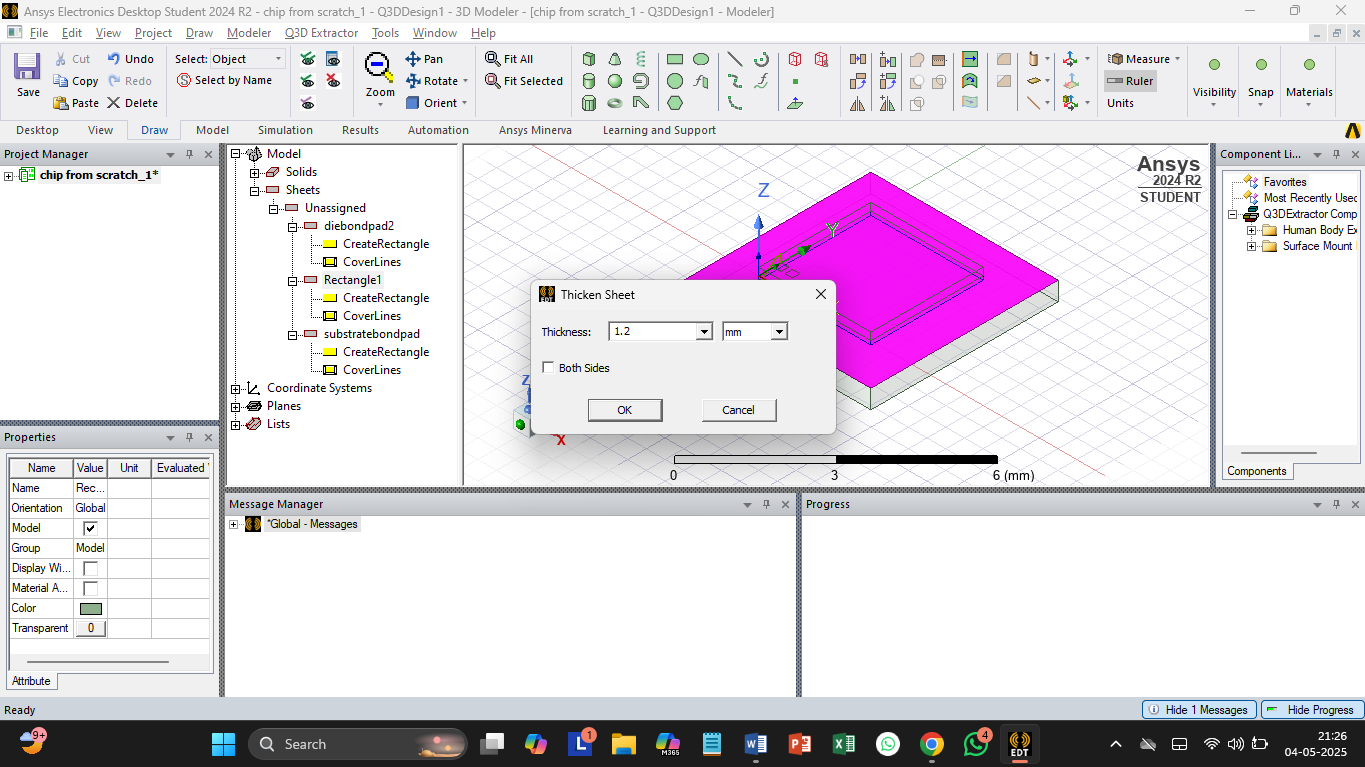 Ansys Electronics Desktop Student 2024 R2 - chip from scratch_1 - Q3DDesign1 - 3D Modeler - [chip from scratch_1 - Q3DDesign1 - Modeler]
File Edit View Project Draw Modeler Q3D Extractor Tools Window Help
Save
Cut
Copy
Paste
Undo
Redo
Delete
Select: Object
Select by Name
Zoom
Pan
Rotate
Orient
Fit All
Fit Selected
Measure
Ruler
Units
Visibility
Snap
Materials
Desktop View Draw Model Simulation Results Automation Ansys Minerva Learning and Support
Project Manager
chip from scratch_1*
Model
Solids
Sheets
Unassigned
diebondpad2
CreateRectangle
CoverLines
Rectangle1
CreateRectangle
CoverLines
substratebondpad
CreateRectangle
CoverLines
Coordinate Systems
Planes
Lists
Ansys
2024 R2
STUDENT
Z
Y
Z
X
0 3 6 (mm)
EDT
Thicken Sheet
Thickness: 1.2 mm
Both Sides
OK Cancel
Component Li...
Favorites
Most Recently Used
Q3DExtractor Comp
Human Body Ex
Surface Mount
Components
Properties
Name Value Unit Evaluated
Name Rec...
Orientation Global
Model
Group Model
Display Wi...
Material A...
Color
Transparent 0
Attribute
Message Manager
*Global - Messages
Progress
Ready
Hide 1 Messages Hide Progress
9+
Search
L
1
M365
W
P
X
4
EDT
21:26
04-05-2025